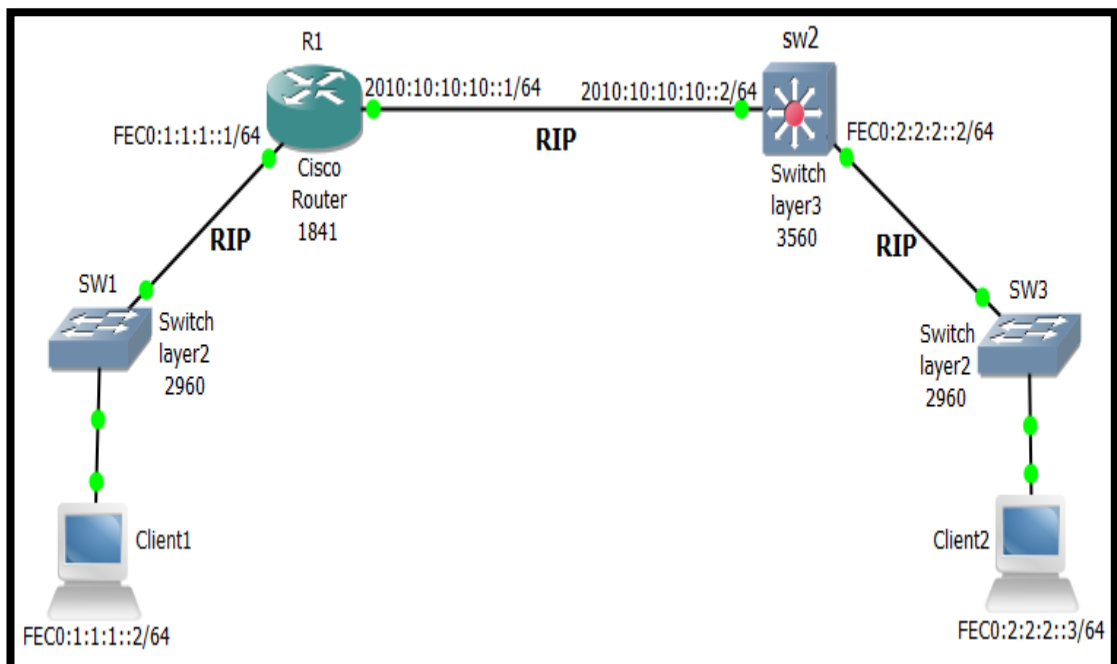 R1
sw2
2010:10:10:10::1/64
2010:10:10:10::2/64
RIP
FEC0:1:1:1::1/64
FEC0:2:2:2::2/64
Cisco
Router
1841
Switch
layer3
3560
RIP
RIP
SW1
Switch
layer2
2960
SW3
Switch
layer2
2960
Client1
Client2
FEC0:1:1:1::2/64
FEC0:2:2:2::3/64